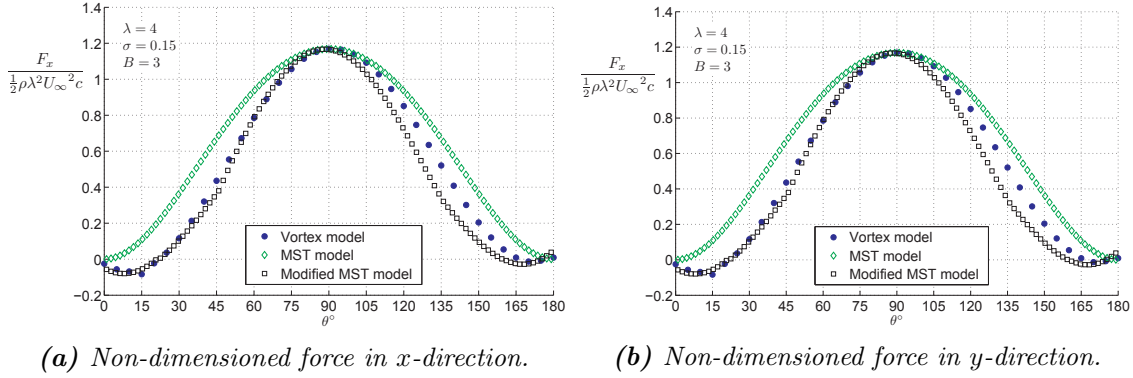 1.4
1.2
1
0.8
0.6
0.4
0.2
0
−0.2
λ = 4
σ = 0.15
B = 3
F_x
½ρλ²U∞²c
Vortex model
MST model
Modified MST model
0 15 30 45 60 75 90 105 120 135 150 165 180
θ°
(a) Non-dimensioned force in x-direction.
1.4
1.2
1
0.8
0.6
0.4
0.2
0
−0.2
λ = 4
σ = 0.15
B = 3
F_x
½ρλ²U∞²c
Vortex model
MST model
Modified MST model
0 15 30 45 60 75 90 105 120 135 150 165 180
θ°
(b) Non-dimensioned force in y-direction.